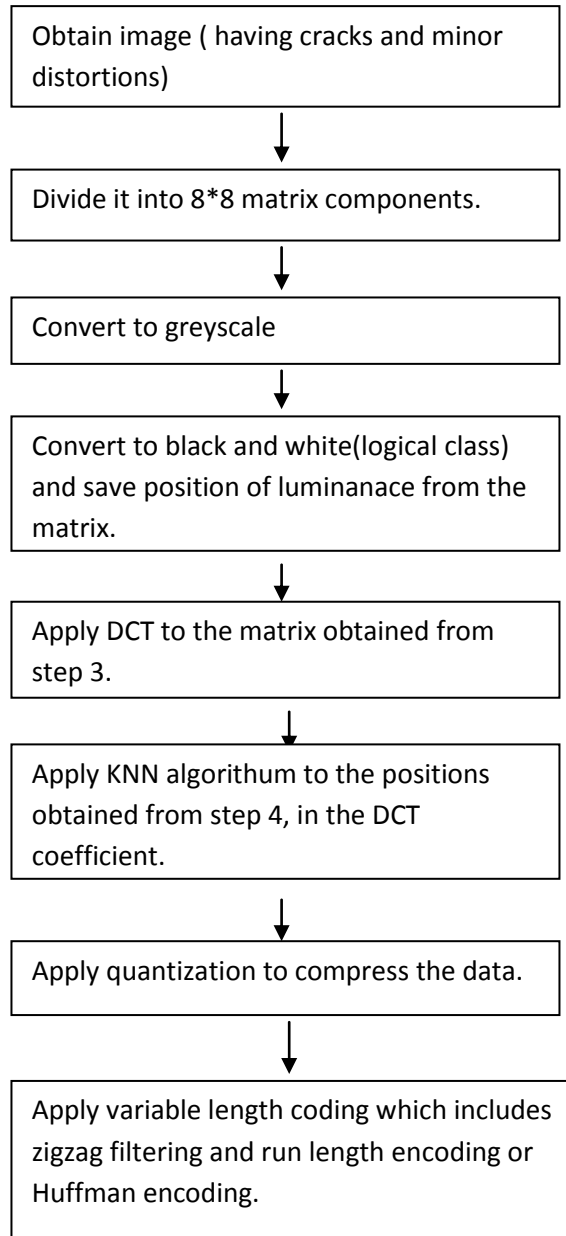 Obtain image ( having cracks and minor
distortions)
Divide it into 8*8 matrix components.
Convert to greyscale
Convert to black and white(logical class)
and save position of luminanace from the
matrix.
Apply DCT to the matrix obtained from
step 3.
Apply KNN algorithum to the positions
obtained from step 4, in the DCT
coefficient.
Apply quantization to compress the data.
Apply variable length coding which includes
zigzag filtering and run length encoding or
Huffman encoding.